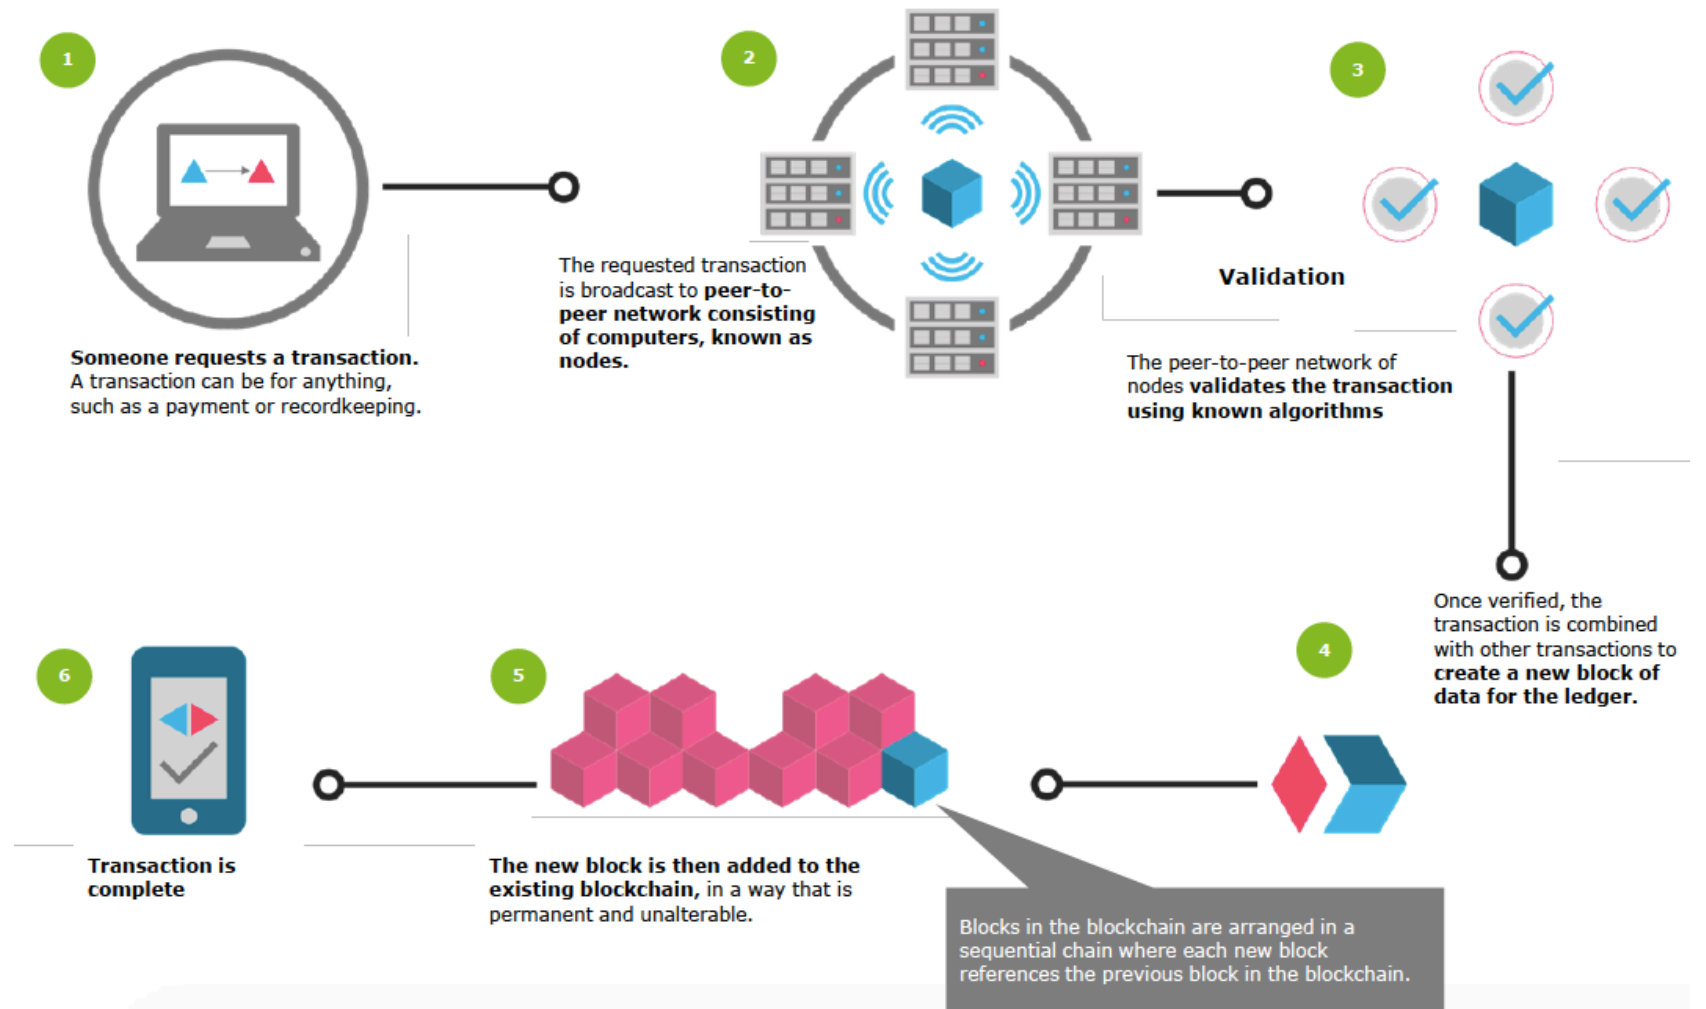 1
Someone requests a transaction.
A transaction can be for anything,
such as a payment or recordkeeping.
2
The requested transaction
is broadcast to peer-to-
peer network consisting
of computers, known as
nodes.
3
Validation
The peer-to-peer network of
nodes validates the transaction
using known algorithms
4
Once verified, the
transaction is combined
with other transactions to
create a new block of
data for the ledger.
5
The new block is then added to the
existing blockchain, in a way that is
permanent and unalterable.
Blocks in the blockchain are arranged in a
sequential chain where each new block
references the previous block in the blockchain.
6
Transaction is
complete